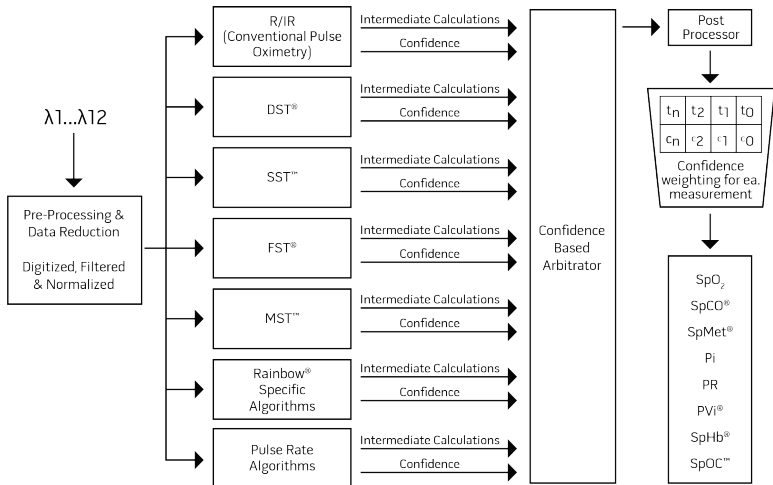 λ1...λ12
Pre-Processing &
Data Reduction
Digitized, Filtered
& Normalized
R/IR
(Conventional Pulse
Oximetry)
Intermediate Calculations
Confidence
DST®
Intermediate Calculations
Confidence
SST™
Intermediate Calculations
Confidence
FST®
Intermediate Calculations
Confidence
MST™
Intermediate Calculations
Confidence
Rainbow®
Specific
Algorithms
Intermediate Calculations
Confidence
Pulse Rate
Algorithms
Intermediate Calculations
Confidence
Confidence
Based
Arbitrator
Post
Processor
tn t2 t1 t0
cn c2 c1 c0
Confidence
weighting for ea.
measurement
SpO₂
SpCO®
SpMet®
Pi
PR
PVi®
SpHb®
SpOC™